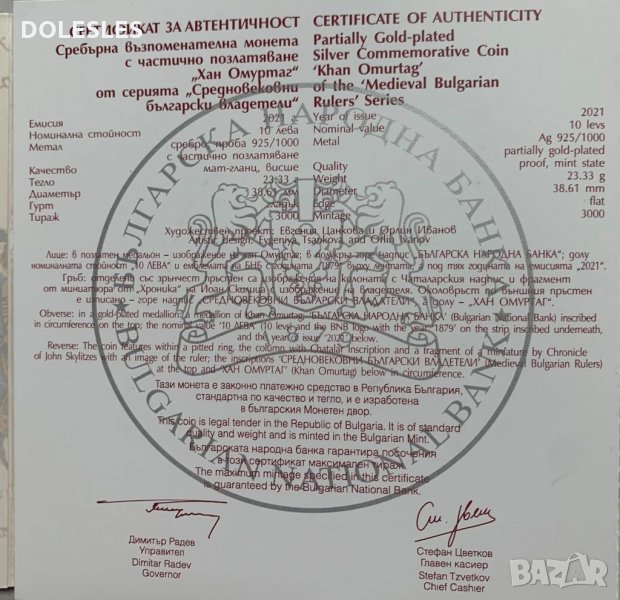 DOLESLES
СЕРТИФИКАТ ЗА АВТЕНТИЧНОСТ
Сребърна възпоменателна монета
с частично позлатяване
„Хан Омуртаг"
от серията „Средновековни
български владетели"
CERTIFICATE OF AUTHENTICITY
Partially Gold-plated
Silver Commemorative Coin
'Khan Omurtag'
of the 'Medieval Bulgarian
Rulers' Series
Емисия 2021 г.
Номинална стойност 10 лева
Метал сребро, проба 925/1000
с частично позлатяване
Качество мат-гланц, висше
Тегло 23.33 г
Диаметър 38.61 мм
Гурт гладък
Тираж 3000
Year of issue 2021
Nominal value 10 levs
Metal Ag 925/1000
partially gold-plated
Quality proof, mint state
Weight 23.33 g
Diameter 38.61 mm
Edge flat
Mintage 3000
Художествен проект: Евгения Цанкова и Орлин Иванов
Artistic design: Evgeniya Tsankova and Orlin Ivanov
Лице: в позлатен медальон – изображение на хан Омуртаг; в полукръг горе надпис „БЪЛГАРСКА НАРОДНА БАНКА"; долу
номиналната стойност „10 ЛЕВА" и емблемата на БНБ с годината „1879" върху лентата и под тях годината на емисията „2021".
Гръб: отделени със зърнчест пръстен са изображение на колоната с Чаталарския надпис и фрагмент
от миниатюра от „Хроника" на Йоан Скилица с изображение на владетеля. Околовръст по външния пръстен
е изписано – горе надпис „СРЕДНОВЕКОВНИ БЪЛГАРСКИ ВЛАДЕТЕЛИ" и долу – „ХАН ОМУРТАГ".
Obverse: in a gold-plated medallion, a medallion of Khan Omurtag; 'БЪЛГАРСКА НАРОДНА БАНКА' (Bulgarian National Bank) inscribed
in circumference on the top; the nominal value '10 ЛЕВА' (10 levs) and the BNB logo with the year '1879' on the strip inscribed underneath,
and the year of issue '2021' below.
Reverse: The coin features within a pitted ring, the column with Chatalar Inscription and a fragment of a miniature by Chronicle
of John Skylitzes with an image of the ruler; the inscriptions 'СРЕДНОВЕКОВНИ БЪЛГАРСКИ ВЛАДЕТЕЛИ' (Medieval Bulgarian Rulers)
at the top and 'ХАН ОМУРТАГ' (Khan Omurtag) below in circumference.
Тази монета е законно платежно средство в Република България,
стандартна по качество и тегло, и е изработена
в българския Монетен двор.
This coin is legal tender in the Republic of Bulgaria. It is of standard
quality and weight and is minted in the Bulgarian Mint.
Българската народна банка гарантира посочения
в този сертификат максимален тираж.
The maximum mintage specified in this certificate
is guaranteed by the Bulgarian National Bank.
БЪЛГАРСКА НАРОДНА БАНКА
BULGARIAN NATIONAL BANK
Димитър Радев
Управител
Dimitar Radev
Governor
Стефан Цветков
Главен касиер
Stefan Tzvetkov
Chief Cashier
BAZAR